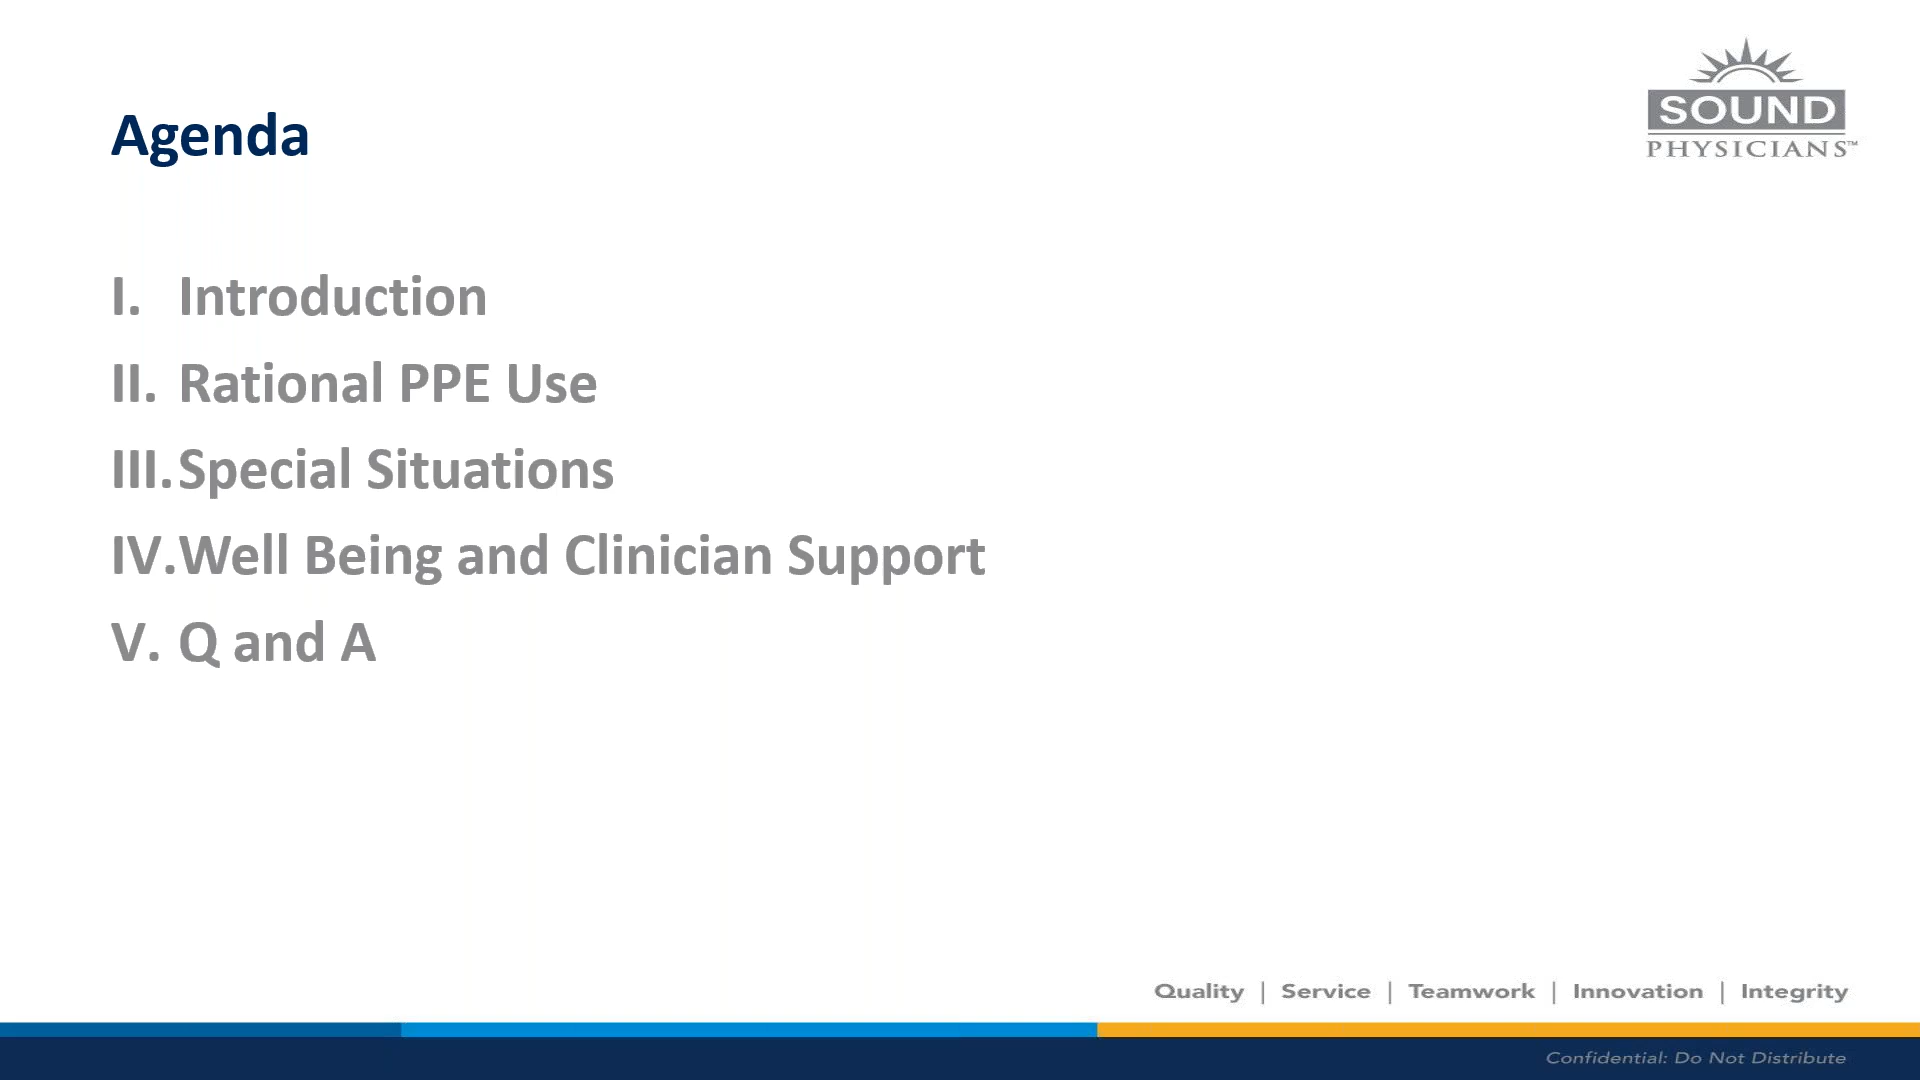 SOUND
PHYSICIANS™
Agenda
I. Introduction
II. Rational PPE Use
III. Special Situations
IV. Well Being and Clinician Support
V. Q and A
Quality | Service | Teamwork | Innovation | Integrity
Confidential: Do Not Distribute